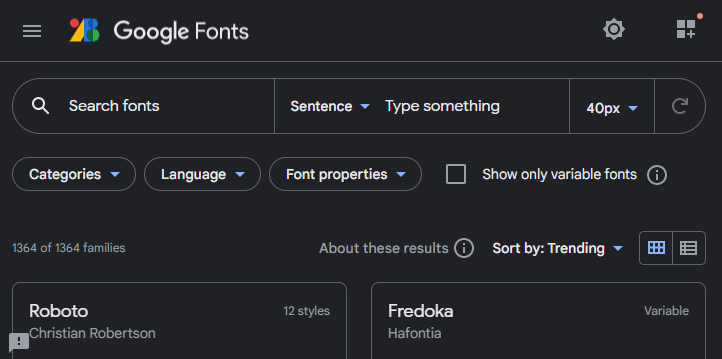 Google Fonts
Search fonts Sentence Type something 40px
Categories Language Font properties Show only variable fonts
1364 of 1364 families About these results Sort by: Trending
Roboto 12 styles Fredoka Variable
Christian Robertson Hafontia